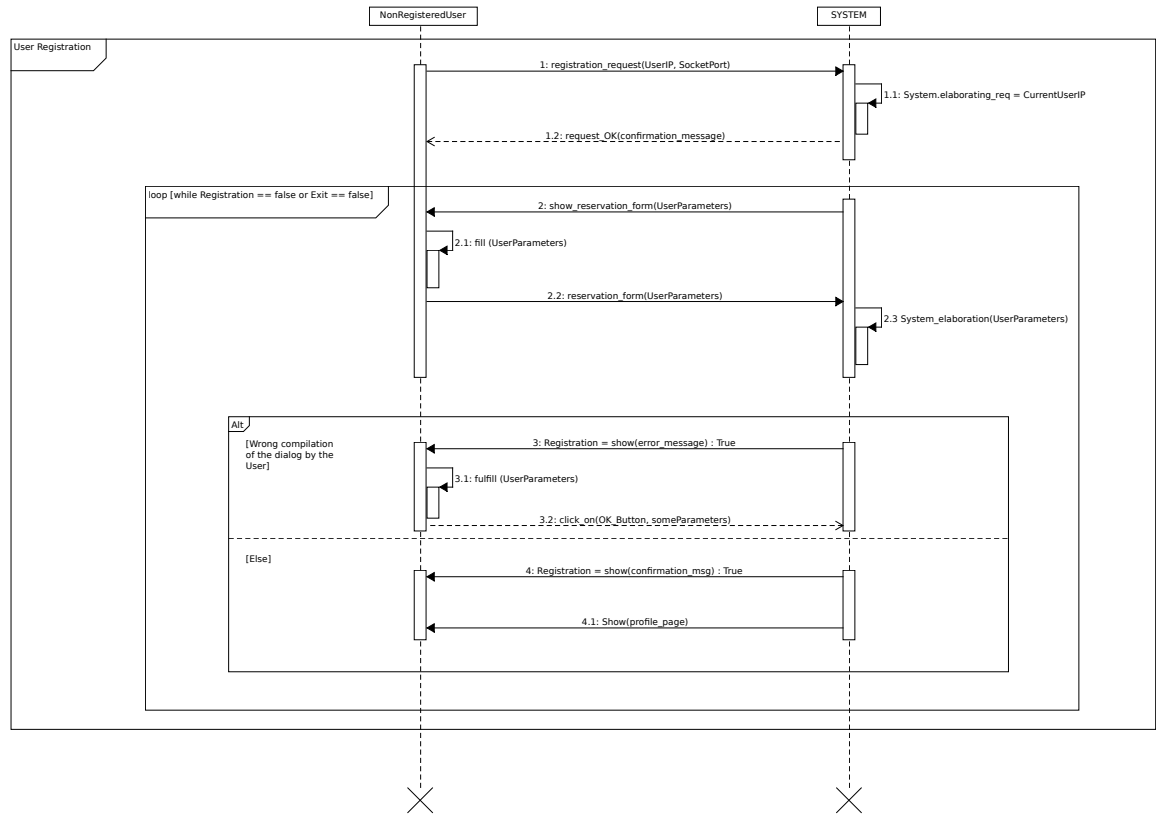 NonRegisteredUser
SYSTEM
User Registration
1: registration_request(UserIP, SocketPort)
1.1: System.elaborating_req = CurrentUserIP
1.2: request_OK(confirmation_message)
loop [while Registration == false or Exit == false]
2: show_reservation_form(UserParameters)
2.1: fill (UserParameters)
2.2: reservation_form(UserParameters)
2.3 System_elaboration(UserParameters)
Alt
[Wrong compilation
of the dialog by the
User]
3: Registration = show(error_message) : True
3.1: fulfill (UserParameters)
3.2: click_on(OK_Button, someParameters)
[Else]
4: Registration = show(confirmation_msg) : True
4.1: Show(profile_page)